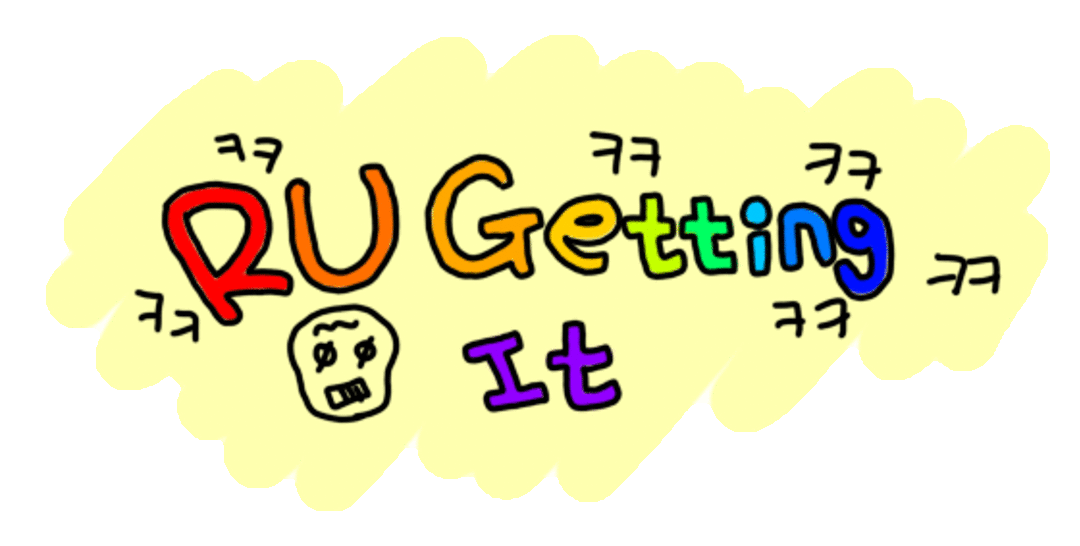 ㅋㅋ ㅋㅋ ㅋㅋ
RU Getting
ㅋㅋ ㅋㅋ ㅋㅋ
It